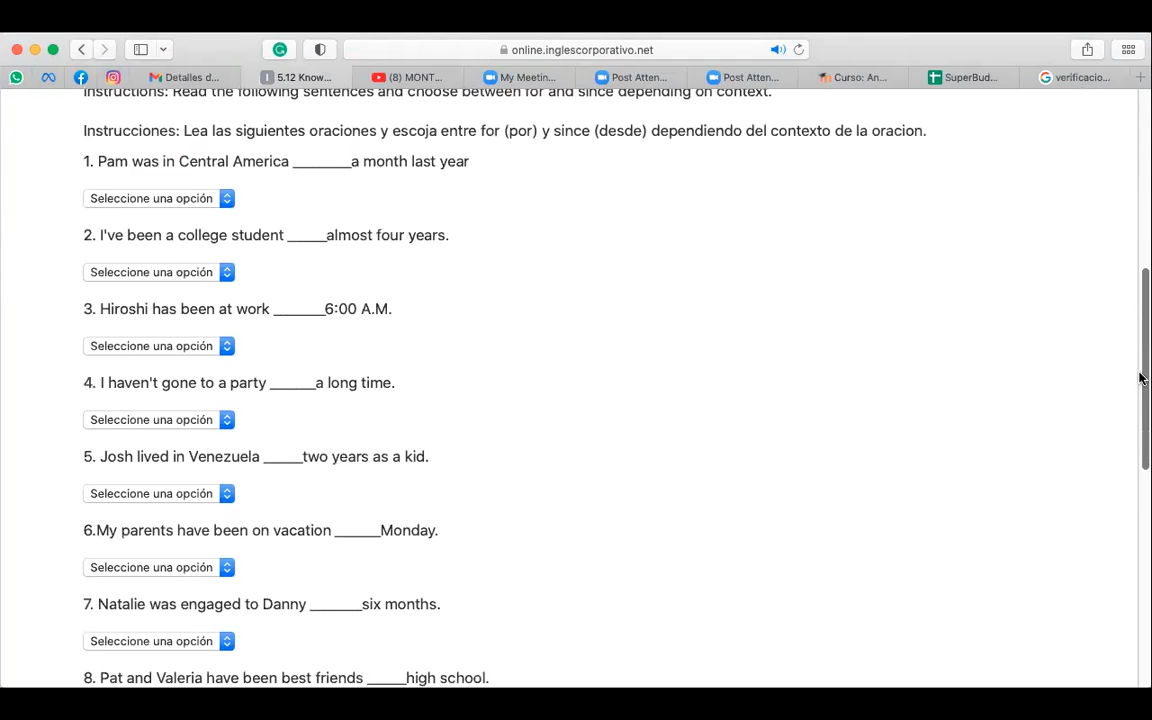 online.inglescorporativo.net
Detalles d...
5.12 Know...
(8) MONT...
My Meetin...
Post Atten...
Post Atten...
Curso: An...
SuperBud...
verificacio...
Instructions: Read the following sentences and choose between for and since depending on context.
Instrucciones: Lea las siguientes oraciones y escoja entre for (por) y since (desde) dependiendo del contexto de la oracion.
1. Pam was in Central America ________a month last year
Seleccione una opción
2. I've been a college student _____almost four years.
Seleccione una opción
3. Hiroshi has been at work _______6:00 A.M.
Seleccione una opción
4. I haven't gone to a party ______a long time.
Seleccione una opción
5. Josh lived in Venezuela _____two years as a kid.
Seleccione una opción
6.My parents have been on vacation ______Monday.
Seleccione una opción
7. Natalie was engaged to Danny _______six months.
Seleccione una opción
8. Pat and Valeria have been best friends _____high school.